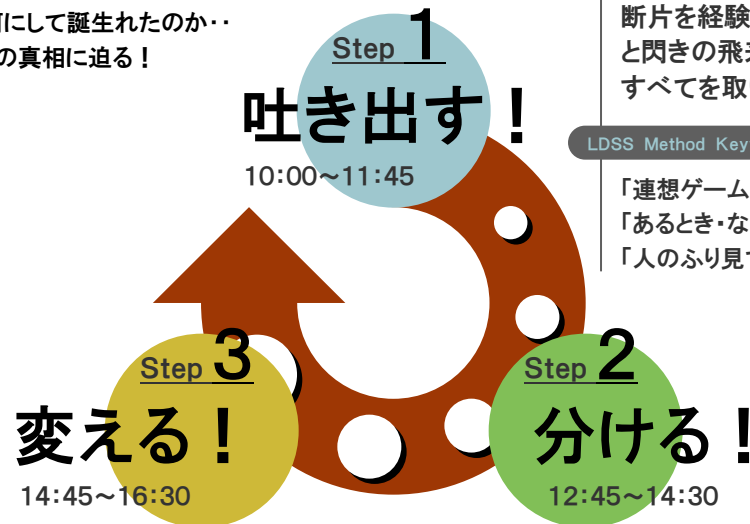 にして誕生れたのか‥
の真相に迫る！
Step 1
吐き出す！
10:00～11:45
断片を経験
と閃きの飛
すべてを取
LDSS Method Key
「連想ゲーム
「あるとき・な
「人のふり見
Step 3
変える！
14:45～16:30
Step 2
分ける！
12:45～14:30